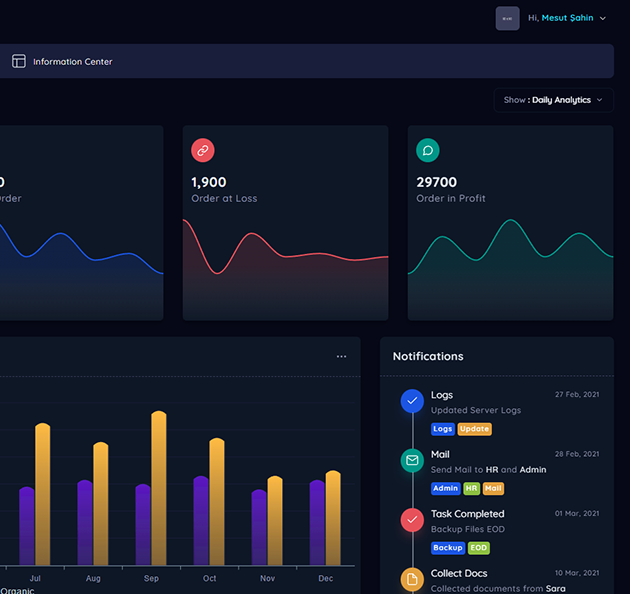 Hi, Mesut Şahin
Information Center
Show : Daily Analytics
1,900
Order at Loss
29700
Order in Profit
Notifications
Logs
27 Feb, 2021
Updated Server Logs
Logs Update
Mail
28 Feb, 2021
Send Mail to HR and Admin
Admin HR Mail
Task Completed
01 Mar, 2021
Backup Files EOD
Backup EOD
Collect Docs
10 Mar, 2021
Collected documents from Sara
Jul Aug Sep Oct Nov Dec
Organic